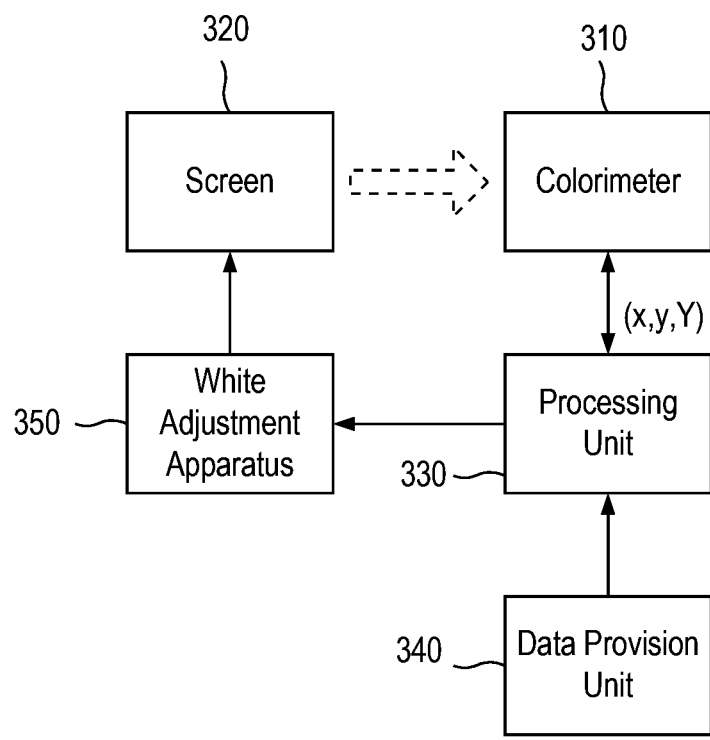 320
310
Screen
Colorimeter
(x,y,Y)
White
Adjustment
Apparatus
350
Processing
Unit
330
Data Provision
Unit
340